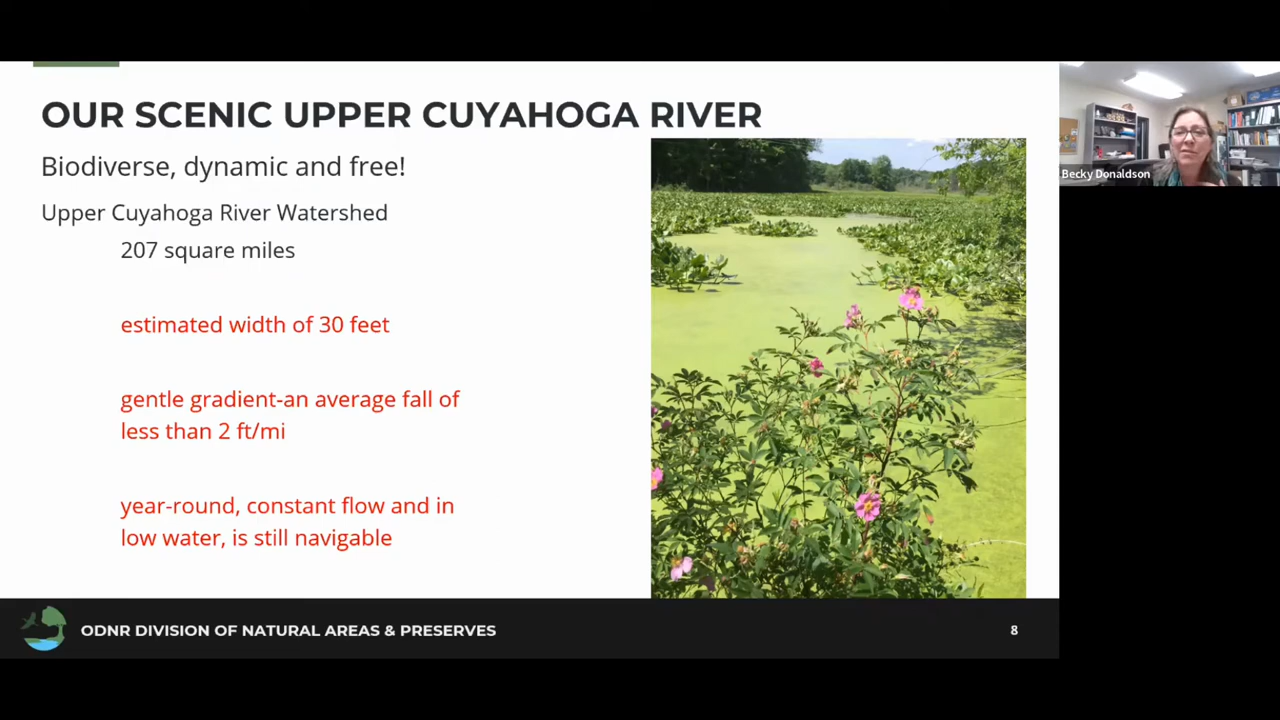 OUR SCENIC UPPER CUYAHOGA RIVER
Biodiverse, dynamic and free!
Upper Cuyahoga River Watershed
207 square miles
estimated width of 30 feet
gentle gradient-an average fall of
less than 2 ft/mi
year-round, constant flow and in
low water, is still navigable
ODNR DIVISION OF NATURAL AREAS & PRESERVES
8
Becky Donaldson